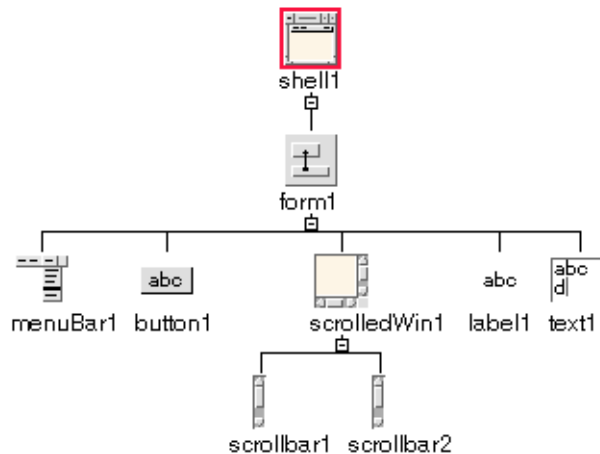 shell1
form1
abc
abc
abc
d
menuBar1 button1 scrolledWin1 label1 text1
scrollbar1 scrollbar2